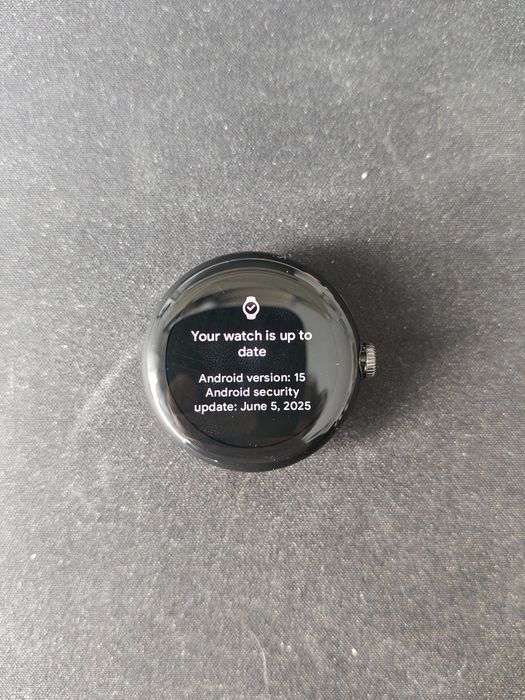 Your watch is up to
date
Android version: 15
Android security
update: June 5, 2025